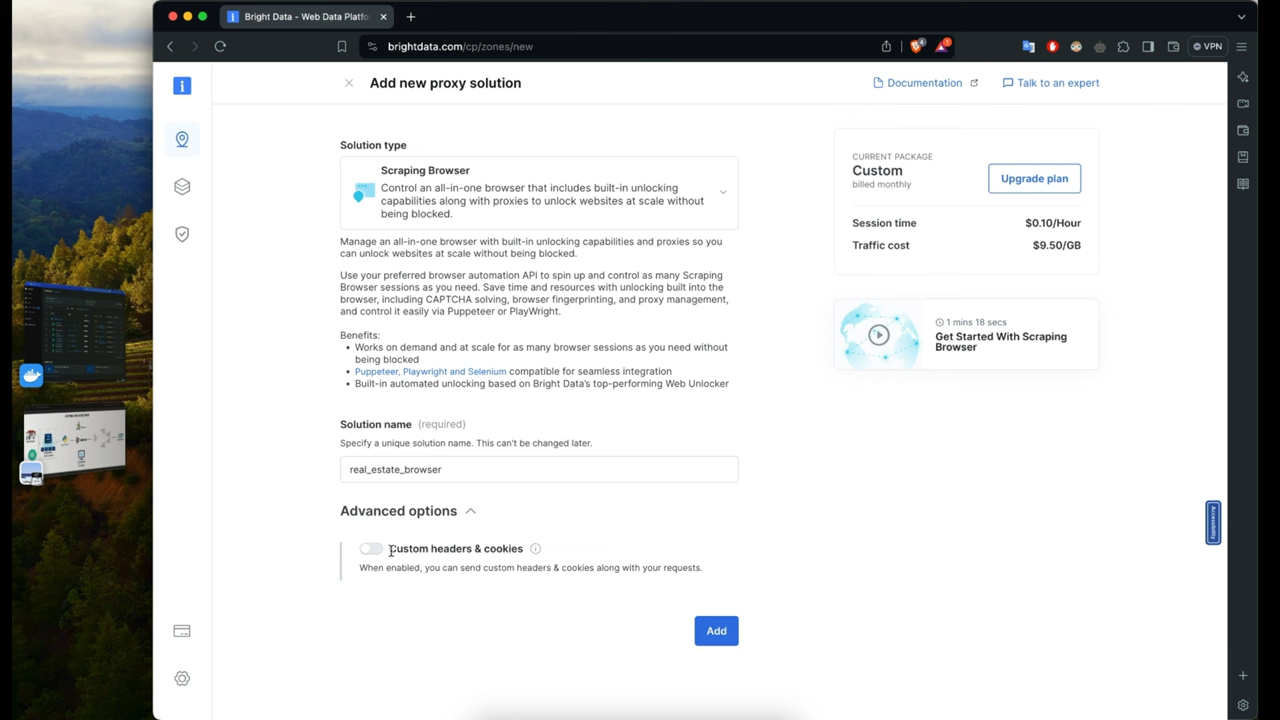 Bright Data - Web Data Platfo
brightdata.com/cp/zones/new
VPN
Add new proxy solution
Documentation
Talk to an expert
Solution type
Scraping Browser
Control an all-in-one browser that includes built-in unlocking
capabilities along with proxies to unlock websites at scale without
being blocked.
Manage an all-in-one browser with built-in unlocking capabilities and proxies so you
can unlock websites at scale without being blocked.
Use your preferred browser automation API to spin up and control as many Scraping
Browser sessions as you need. Save time and resources with unlocking built into the
browser, including CAPTCHA solving, browser fingerprinting, and proxy management,
and control it easily via Puppeteer or PlayWright.
Benefits:
• Works on demand and at scale for as many browser sessions as you need without
being blocked
• Puppeteer, Playwright and Selenium compatible for seamless integration
• Built-in automated unlocking based on Bright Data's top-performing Web Unlocker
Solution name (required)
Specify a unique solution name. This can't be changed later.
real_estate_browser
Advanced options
Custom headers & cookies
When enabled, you can send custom headers & cookies along with your requests.
Add
CURRENT PACKAGE
Custom
billed monthly
Upgrade plan
Session time $0.10/Hour
Traffic cost $9.50/GB
1 mins 18 secs
Get Started With Scraping
Browser
Accessibility